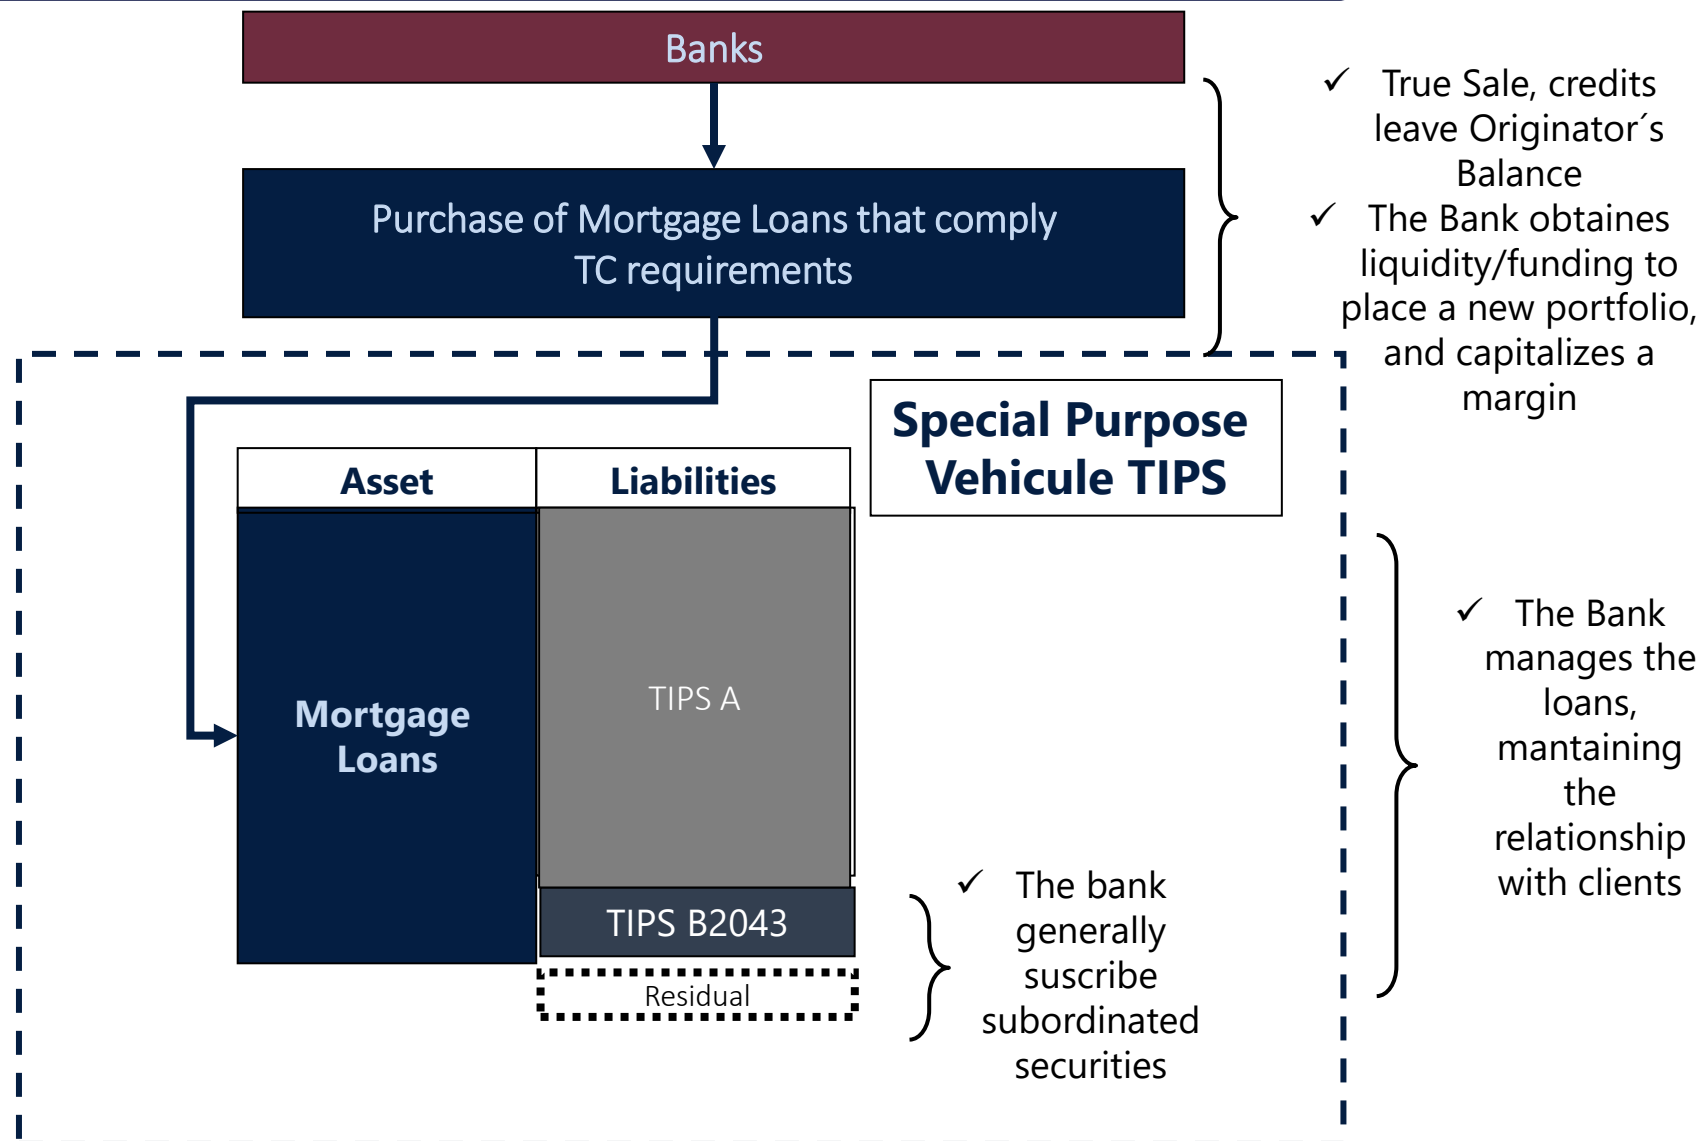 Banks
✓ True Sale, credits
leave Originator´s
Balance
✓ The Bank obtaines
liquidity/funding to
place a new portfolio,
and capitalizes a
margin
Purchase of Mortgage Loans that comply
TC requirements
Special Purpose
Vehicule TIPS
Asset
Liabilities
Mortgage
Loans
TIPS A
TIPS B2043
Residual
✓ The bank
generally
suscribe
subordinated
securities
✓ The Bank
manages the
loans,
mantaining
the
relationship
with clients